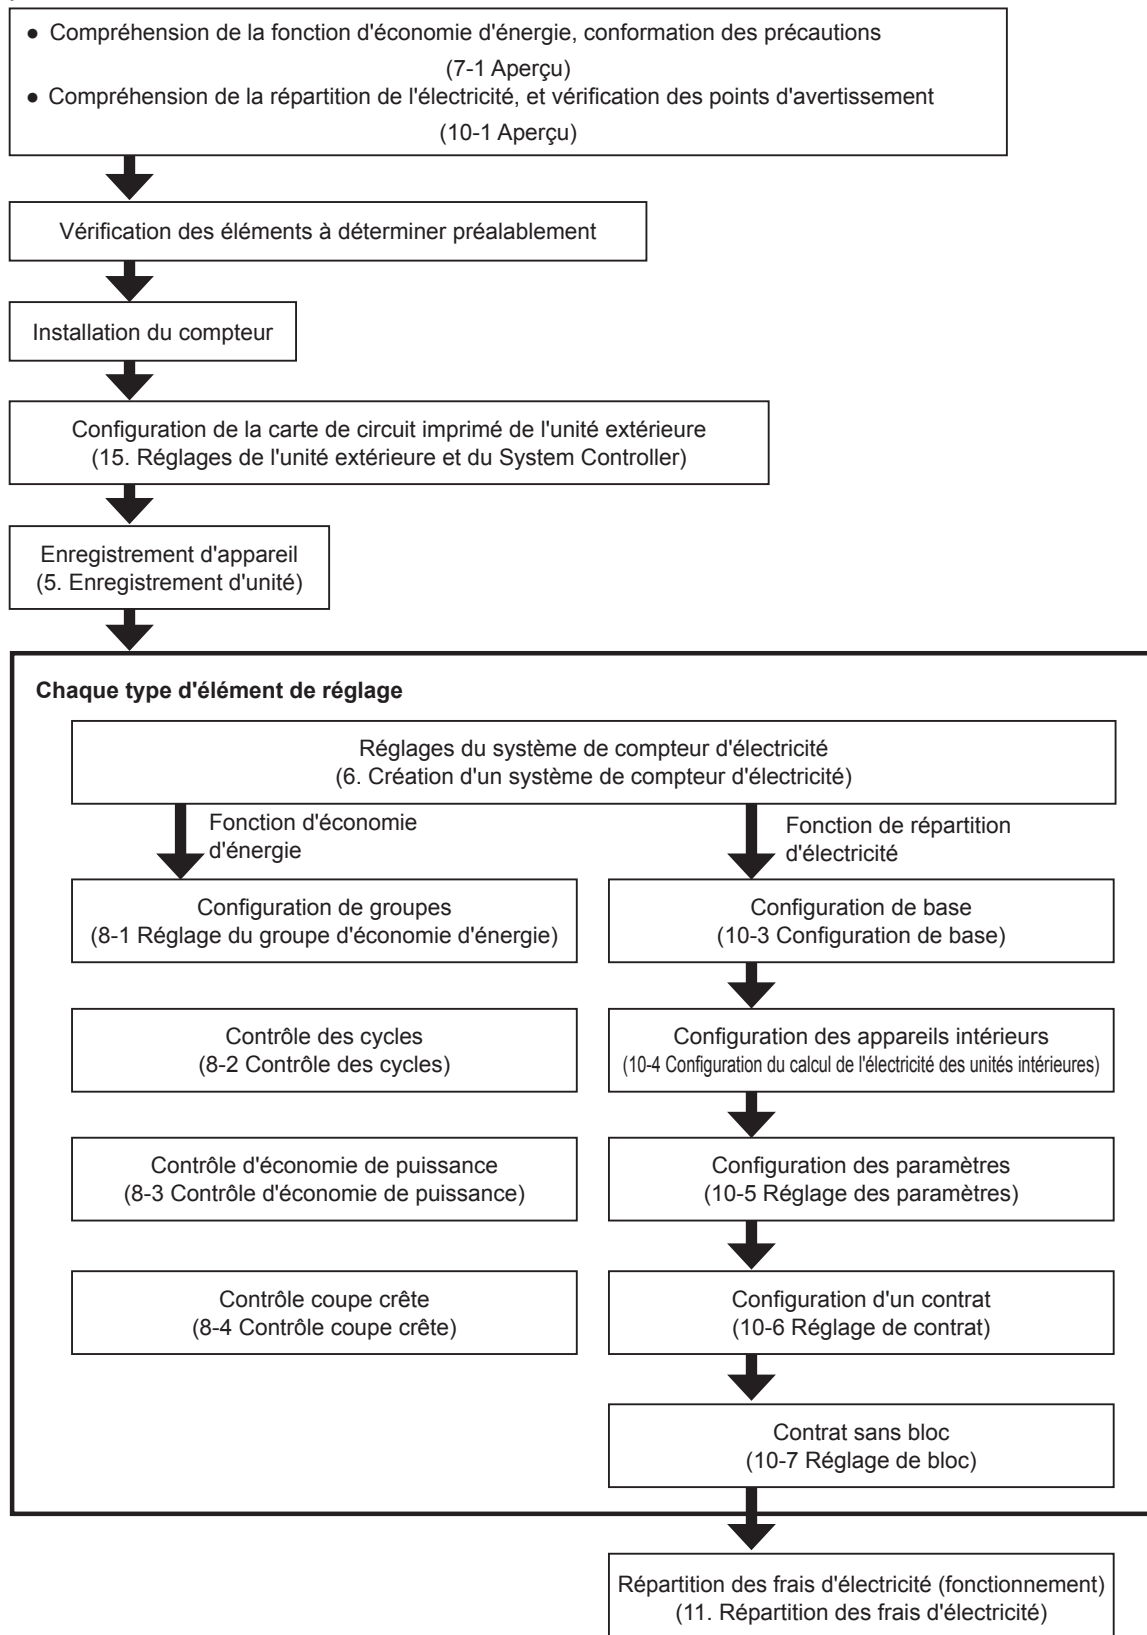 ● Compréhension de la fonction d'économie d'énergie, conformation des précautions
(7-1 Aperçu)
● Compréhension de la répartition de l'électricité, et vérification des points d'avertissement
(10-1 Aperçu)
Vérification des éléments à déterminer préalablement
Installation du compteur
Configuration de la carte de circuit imprimé de l'unité extérieure
(15. Réglages de l'unité extérieure et du System Controller)
Enregistrement d'appareil
(5. Enregistrement d'unité)
Chaque type d'élément de réglage
Réglages du système de compteur d'électricité
(6. Création d'un système de compteur d'électricité)
Fonction d'économie
d'énergie
Fonction de répartition
d'électricité
Configuration de groupes
(8-1 Réglage du groupe d'économie d'énergie)
Configuration de base
(10-3 Configuration de base)
Contrôle des cycles
(8-2 Contrôle des cycles)
Configuration des appareils intérieurs
(10-4 Configuration du calcul de l'électricité des unités intérieures)
Contrôle d'économie de puissance
(8-3 Contrôle d'économie de puissance)
Configuration des paramètres
(10-5 Réglage des paramètres)
Contrôle coupe crête
(8-4 Contrôle coupe crête)
Configuration d'un contrat
(10-6 Réglage de contrat)
Contrat sans bloc
(10-7 Réglage de bloc)
Répartition des frais d'électricité (fonctionnement)
(11. Répartition des frais d'électricité)